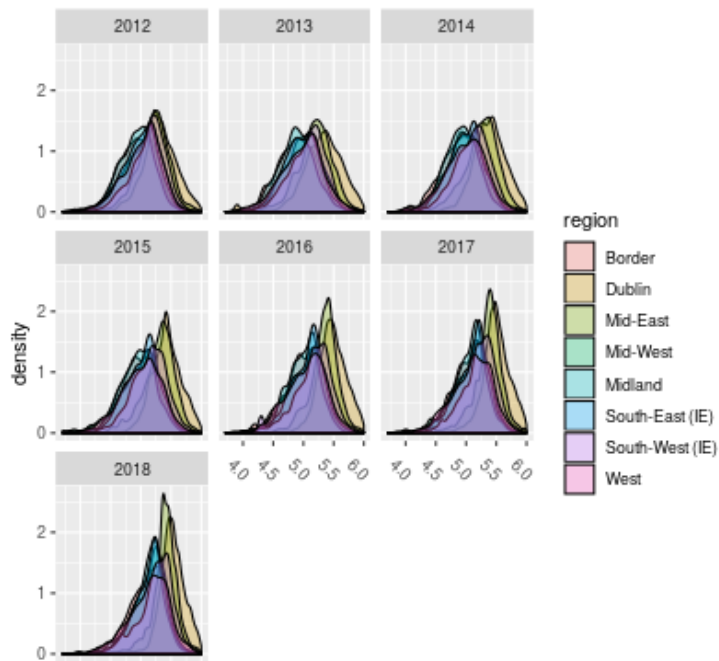 2012 2013 2014
2
1
0
2015 2016 2017
2
1
0
4.0 4.5 5.0 5.5 6.0 4.0 4.5 5.0 5.5 6.0
2018
2
1
0
density
region
Border
Dublin
Mid-East
Mid-West
Midland
South-East (IE)
South-West (IE)
West